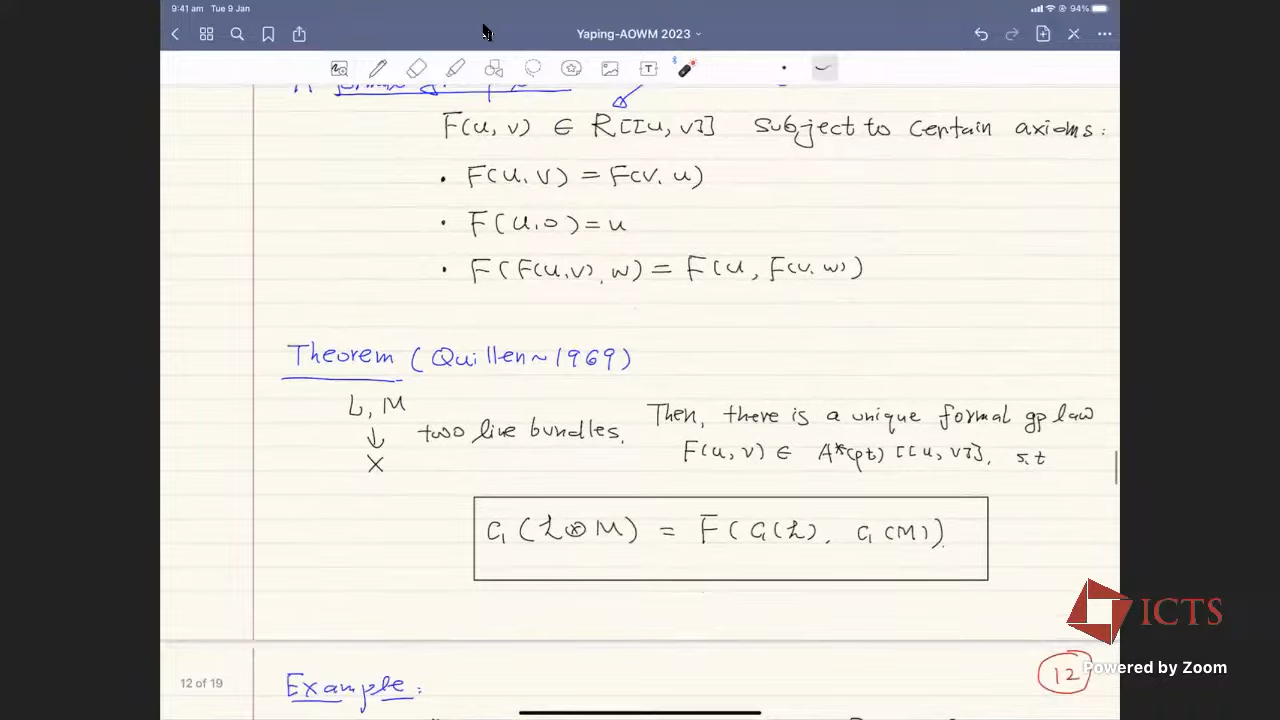 9:41 am Tue 9 Jan
94%
Yaping-AOWM 2023
F(u, v) ∈ R[[u, v]] subject to certain axioms:
• F(u, v) = F(v, u)
• F(u, 0) = u
• F(F(u,v), w) = F(u, F(v, w))
Theorem (Quillen ~ 1969)
L, M
↓
X
two line bundles.
Then, there is a unique formal gp law
F(u, v) ∈ A*(pt) [[u, v]], s.t
c₁(L⊗M) = F(c₁(L), c₁(M)).
ICTS
12 of 19
Example:
12
Powered by Zoom